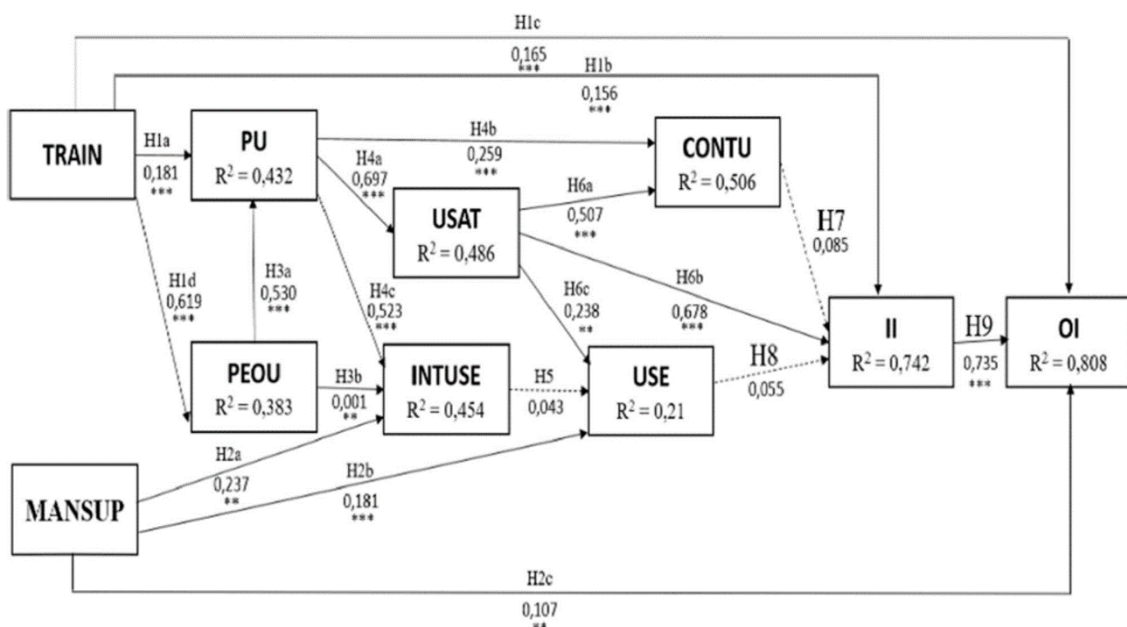 H1c
0,165
***
H1b
0,156
***
TRAIN
H1a
0,181
***
PU
R² = 0,432
H4b
0,259
***
CONTU
R² = 0,506
H4a
0,697
***
USAT
R² = 0,486
H6a
0,507
***
H1d
0,619
***
H3a
0,530
***
H4c
0,523
***
H6c
0,238
**
H6b
0,678
***
H7
0,085
PEOU
R² = 0,383
H3b
0,001
**
INTUSE
R² = 0,454
H5
0,043
USE
R² = 0,21
H8
0,055
II
R² = 0,742
H9
0,735
***
OI
R² = 0,808
MANSUP
H2a
0,237
**
H2b
0,181
***
H2c
0,107
**